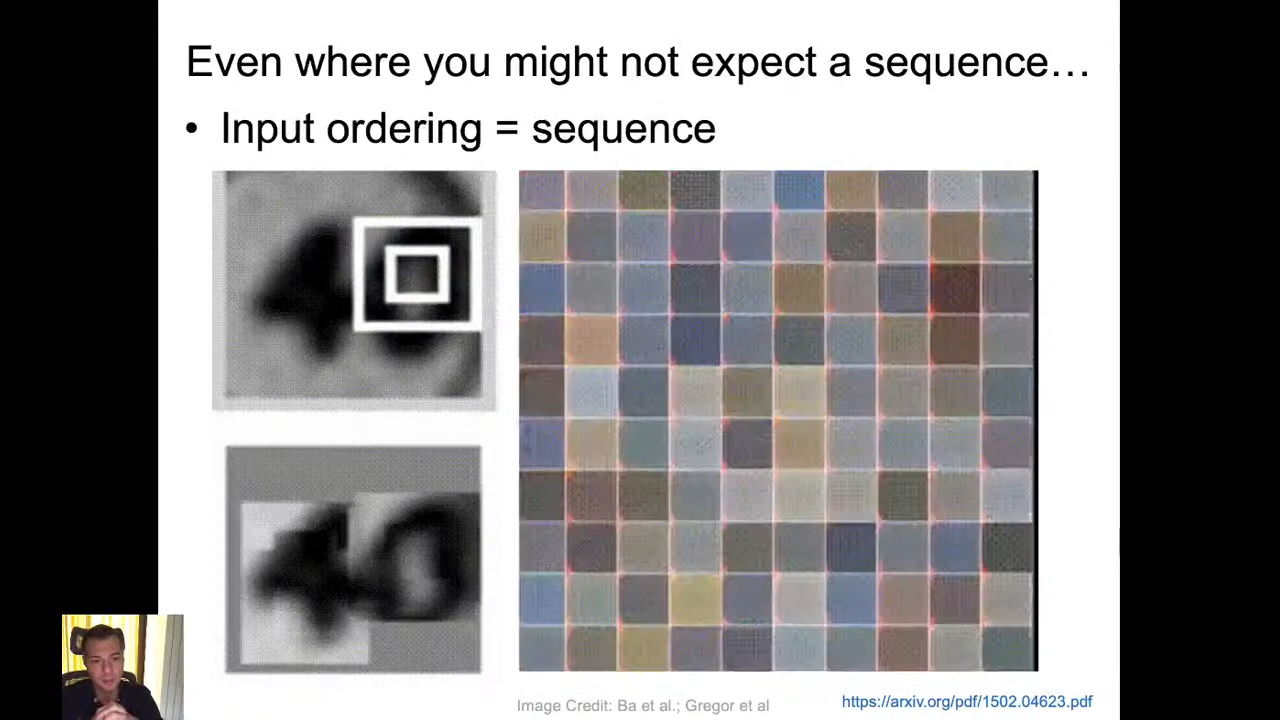 Even where you might not expect a sequence…
• Input ordering = sequence
Image Credit: Ba et al.; Gregor et al
https://arxiv.org/pdf/1502.04623.pdf